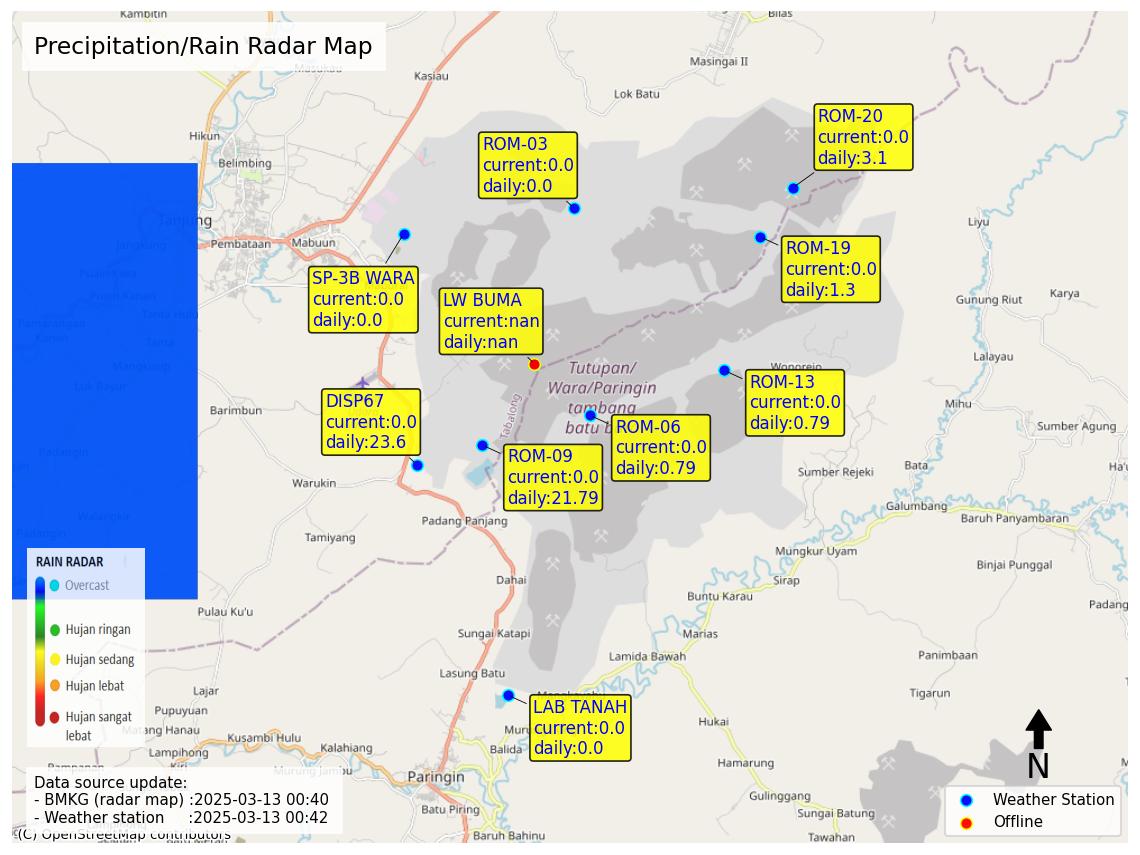 Precipitation/Rain Radar Map
Kambitin
Bilas
Masingai II
Kasiau
Lok Batu
Hikun
Belimbing
Tanjung
Pembataan
Mabuun
ROM-03
current:0.0
daily:0.0
ROM-20
current:0.0
daily:3.1
ROM-19
current:0.0
daily:1.3
SP-3B WARA
current:0.0
daily:0.0
LW BUMA
current:nan
daily:nan
Liyu
Gunung Riut
Karya
Lalayau
Mihu
Sumber Agung
Tutupan/
Wara/Paringin
tambang
batu b
Tabalong
Wonorejo
ROM-13
current:0.0
daily:0.79
DISP67
current:0.0
daily:23.6
ROM-06
current:0.0
daily:0.79
ROM-09
current:0.0
daily:21.79
Barimbun
Warukin
Padang Panjang
Tamiyang
Sumber Rejeki
Bata
Ha'u
Galumbang
Baruh Panyambaran
Mungkur Uyam
Binjai Punggal
Dahai
Sirap
Buntu Karau
Padang
Pulau Ku'u
Sungai Katapi
Marias
Lamida Bawah
Panimbaan
Lasung Batu
Tigarun
Lajar
Pupuyuan
Matang Hanau
Kusambi Hulu
Lampihong
Kalahiang
Murung Jambu
Paringin
Batu Piring
Baruh Bahinu
Balida
Hukai
Hamarung
Gulinggang
Sungai Batung
Tawahan
LAB TANAH
current:0.0
daily:0.0
RAIN RADAR
Overcast
Hujan ringan
Hujan sedang
Hujan lebat
Hujan sangat
lebat
Data source update:
- BMKG (radar map) :2025-03-13 00:40
- Weather station :2025-03-13 00:42
(C) OpenStreetMap contributors
N
Weather Station
Offline